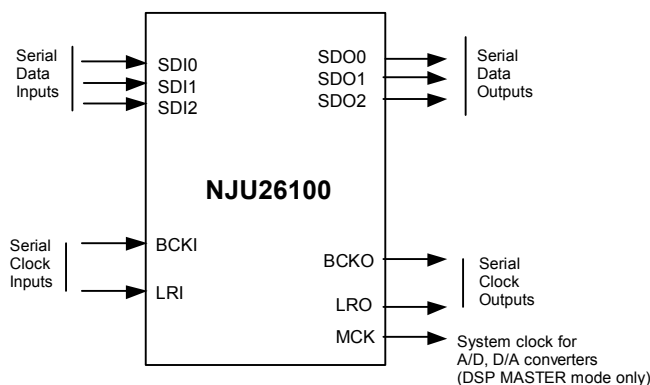 Serial
Data
Inputs
SDI0
SDI1
SDI2
SDO0
SDO1
SDO2
Serial
Data
Outputs
NJU26100
Serial
Clock
Inputs
BCKI
LRI
BCKO
LRO
MCK
Serial
Clock
Outputs
System clock for
A/D, D/A converters
(DSP MASTER mode only)